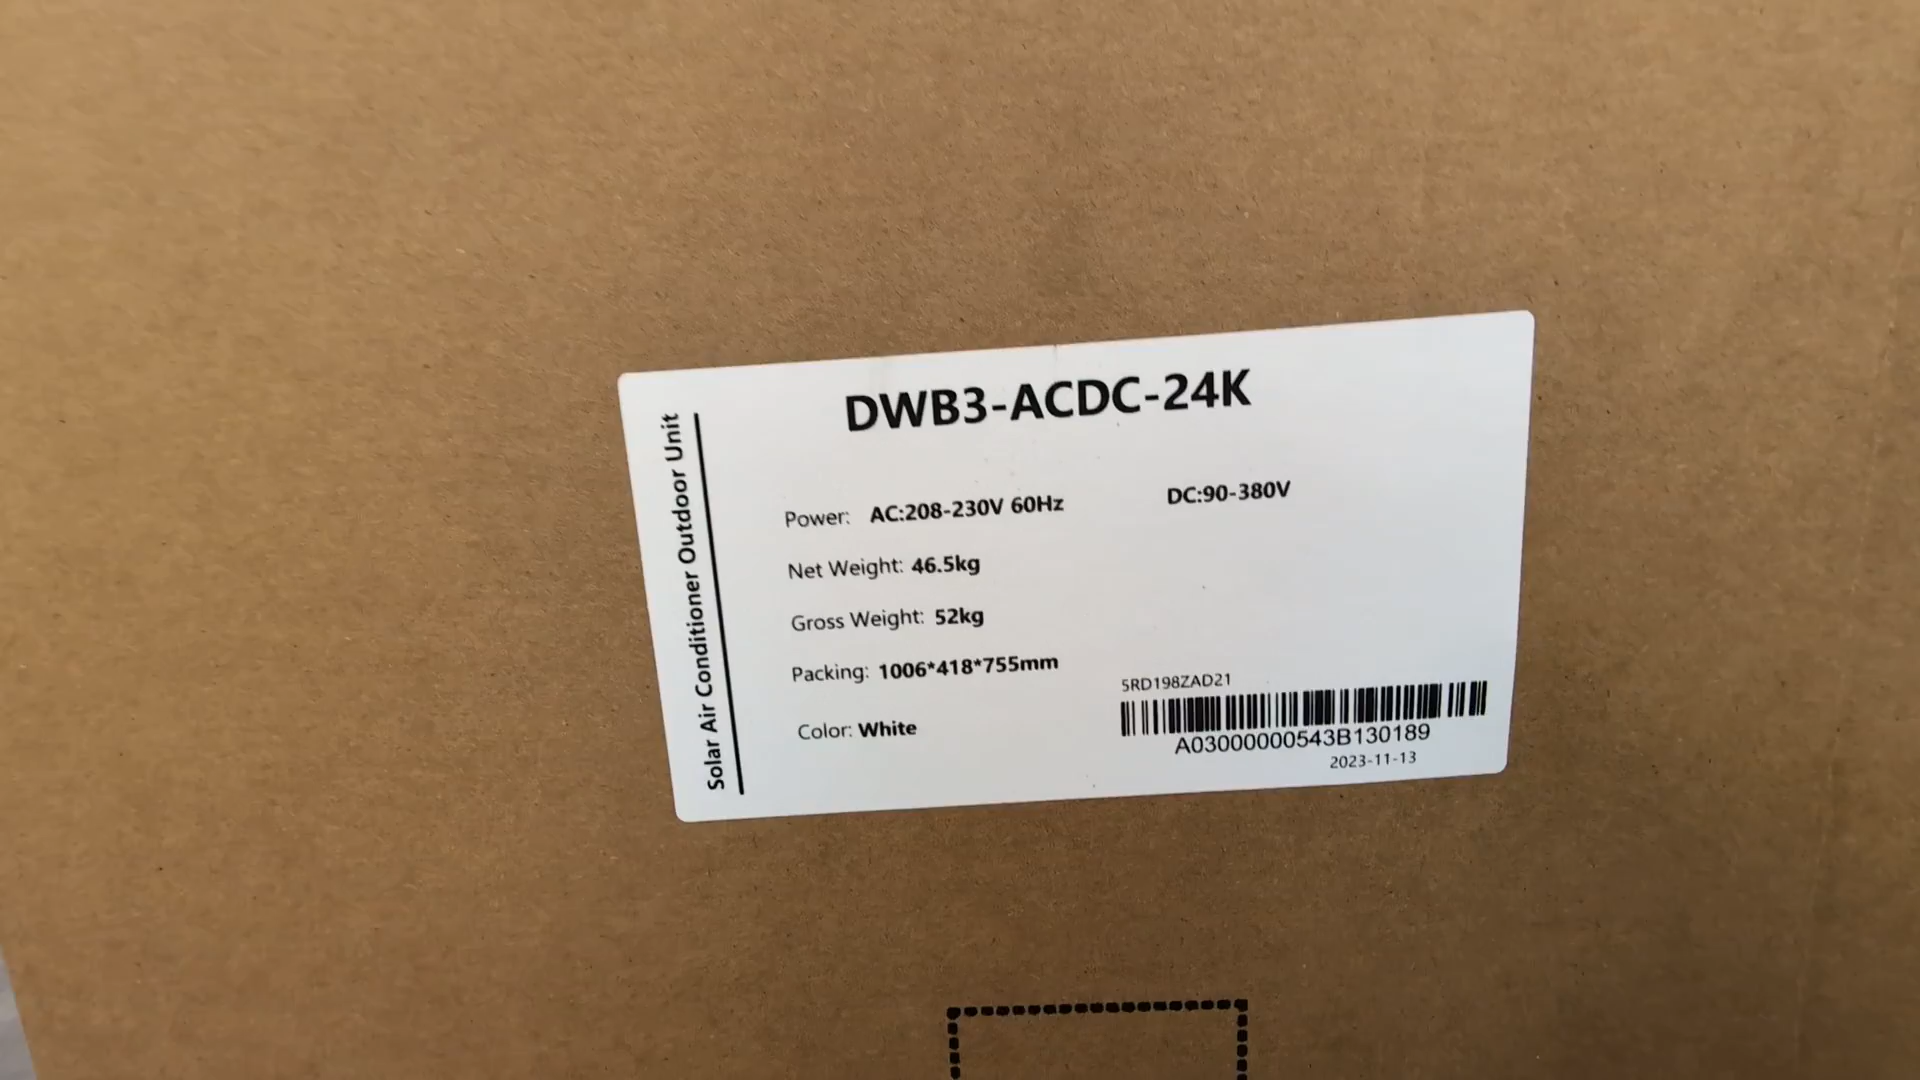 DWB3-ACDC-24K
Solar Air Conditioner Outdoor Unit
Power: AC:208-230V 60Hz DC:90-380V
Net Weight: 46.5kg
Gross Weight: 52kg
Packing: 1006*418*755mm
Color: White
5RD198ZAD21
A03000000543B130189
2023-11-13